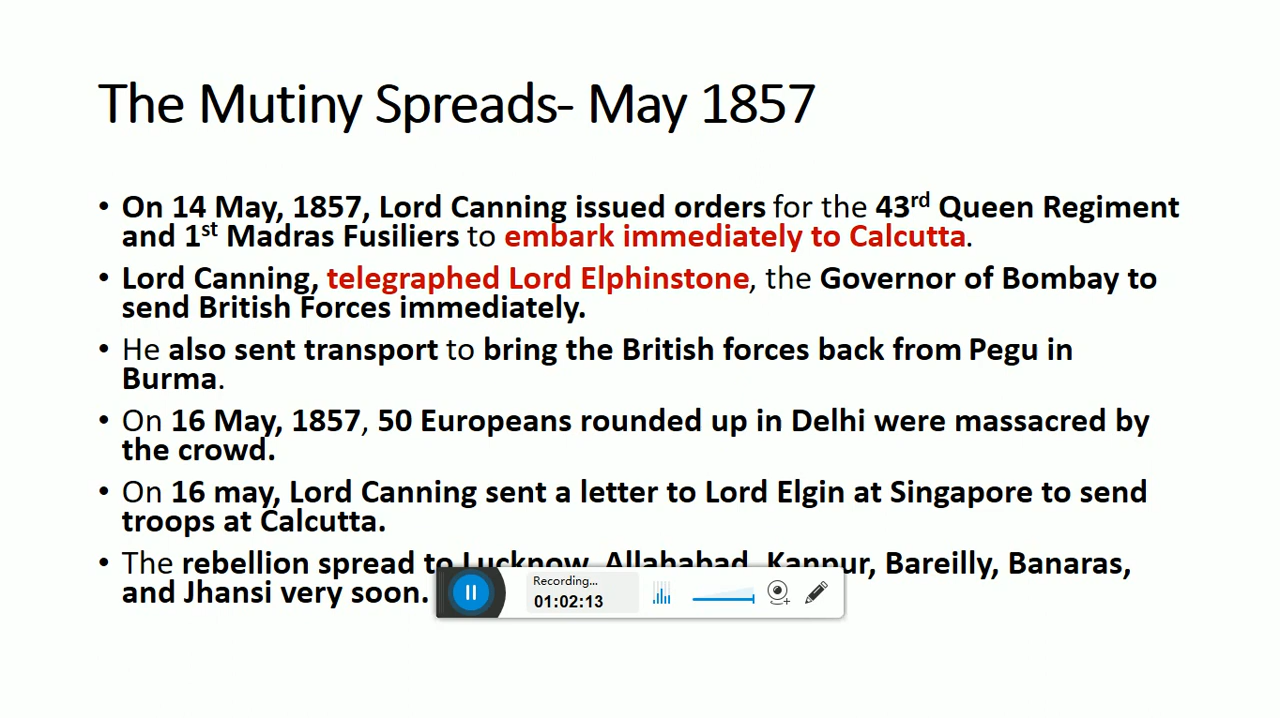 The Mutiny Spreads- May 1857
• On 14 May, 1857, Lord Canning issued orders for the 43rd Queen Regiment
and 1st Madras Fusiliers to embark immediately to Calcutta.
• Lord Canning, telegraphed Lord Elphinstone, the Governor of Bombay to
send British Forces immediately.
• He also sent transport to bring the British forces back from Pegu in
Burma.
• On 16 May, 1857, 50 Europeans rounded up in Delhi were massacred by
the crowd.
• On 16 may, Lord Canning sent a letter to Lord Elgin at Singapore to send
troops at Calcutta.
• The rebellion spread to Lucknow, Allahabad, Kanpur, Bareilly, Banaras,
and Jhansi very soon.
Recording...
01:02:13